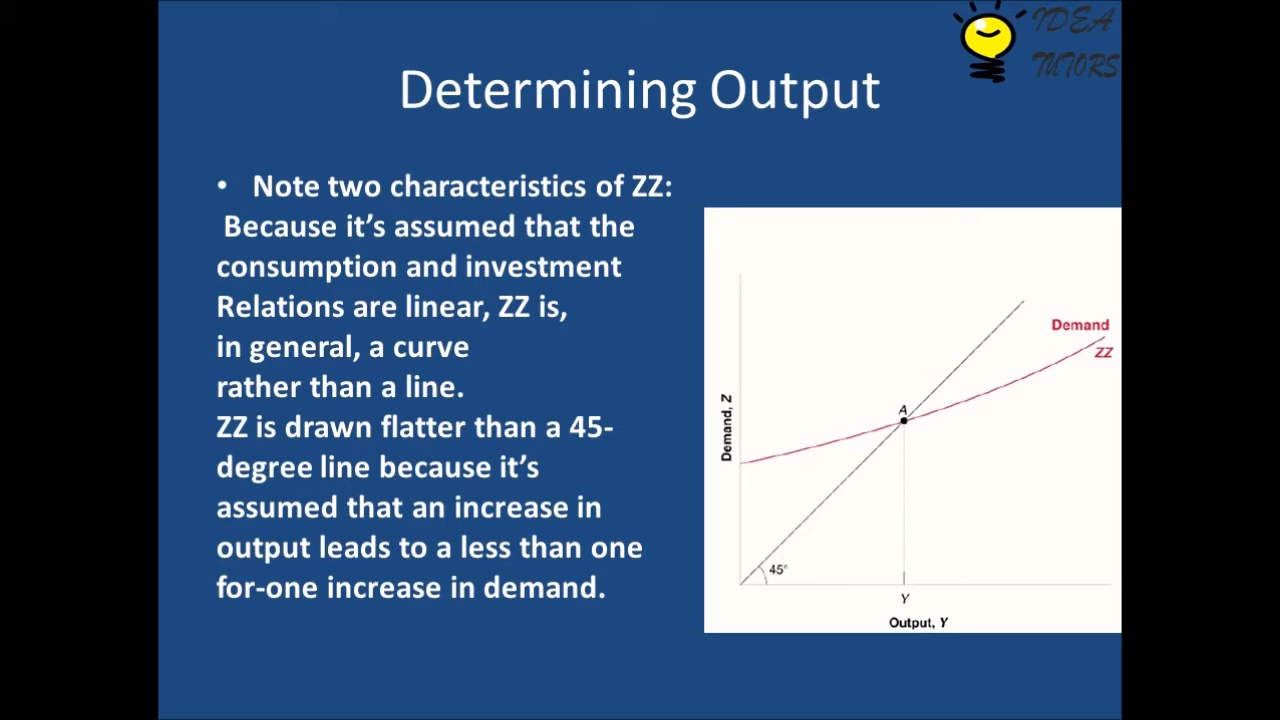 IDEA
TUTORS
Determining Output
• Note two characteristics of ZZ:
Because it’s assumed that the
consumption and investment
Relations are linear, ZZ is,
in general, a curve
rather than a line.
ZZ is drawn flatter than a 45-
degree line because it’s
assumed that an increase in
output leads to a less than one
for-one increase in demand.
Demand
ZZ
A
Demand, Z
45°
Y
Output, Y